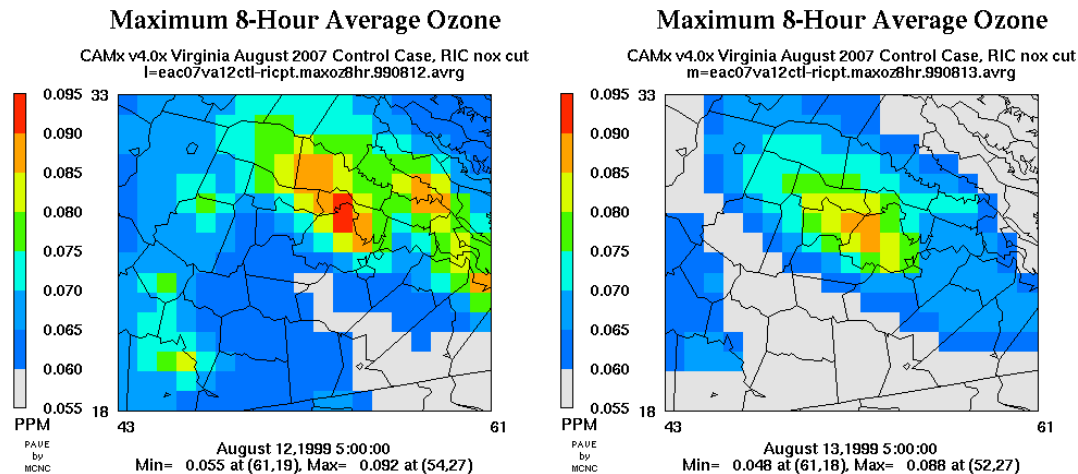 Maximum 8-Hour Average Ozone
CAMx v4.0x Virginia August 2007 Control Case, RIC nox cut
l=eac07va12ctl-ricpt.maxoz8hr.990812.avrg
0.095
0.090
0.085
0.080
0.075
0.070
0.065
0.060
0.055
PPM
PAVE
by
MCNC
33
18
43
61
August 12,1999 5:00:00
Min= 0.055 at (61,19), Max= 0.092 at (54,27)
Maximum 8-Hour Average Ozone
CAMx v4.0x Virginia August 2007 Control Case, RIC nox cut
m=eac07va12ctl-ricpt.maxoz8hr.990813.avrg
0.095
0.090
0.085
0.080
0.075
0.070
0.065
0.060
0.055
PPM
PAVE
by
MCNC
33
18
43
61
August 13,1999 5:00:00
Min= 0.048 at (61,18), Max= 0.088 at (52,27)